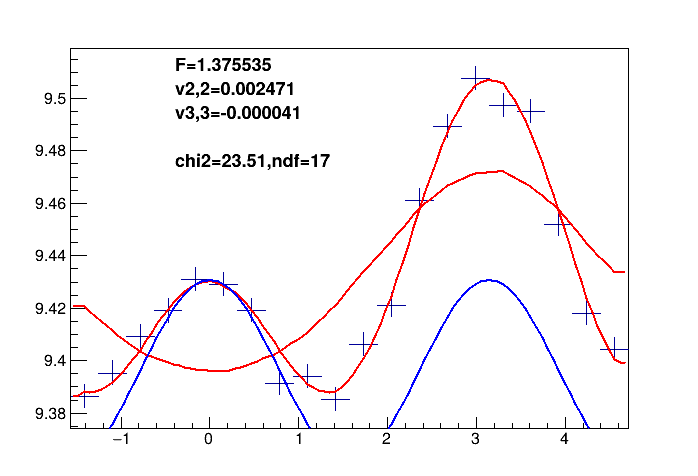 F=1.375535
v2,2=0.002471
v3,3=-0.000041
chi2=23.51,ndf=17
9.5
9.48
9.46
9.44
9.42
9.4
9.38
−1 0 1 2 3 4